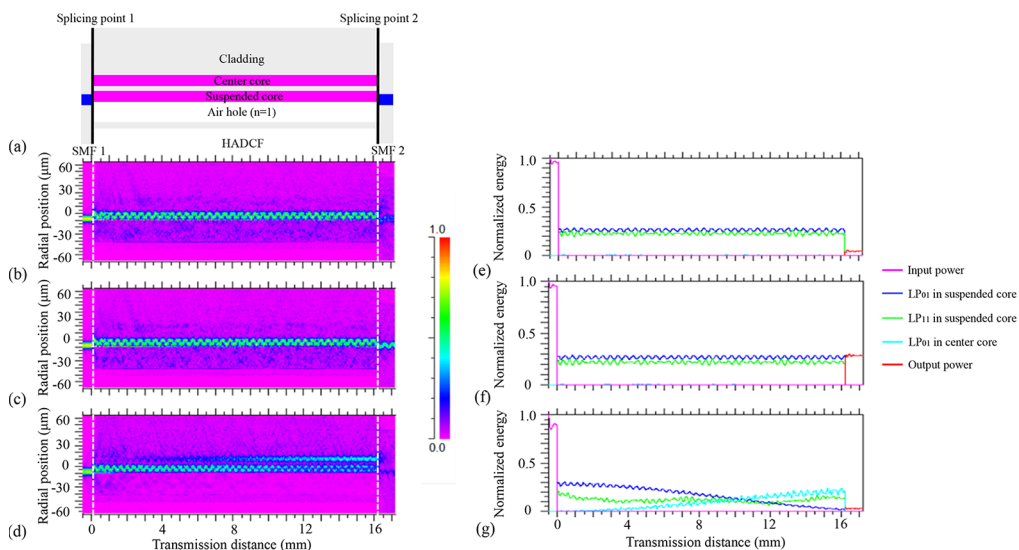 Splicing point 1
Splicing point 2
Cladding
Center core
Suspended core
Air hole (n=1)
(a)
HADCF
SMF 1
SMF 2
Radial position (μm)
60
30
0
-30
-60
(b)
Radial position (μm)
60
30
0
-30
-60
(c)
Radial position (μm)
60
30
0
-30
-60
(d)
0
4
8
12
16
Transmission distance (mm)
1.0
0.0
Normalized energy
1.0
0.5
0
(e)
Normalized energy
1.0
0.5
0
(f)
Normalized energy
1.0
0.5
0
(g)
0
4
8
12
16
Transmission distance (mm)
Input power
LP01 in suspended core
LP11 in suspended core
LP01 in center core
Output power